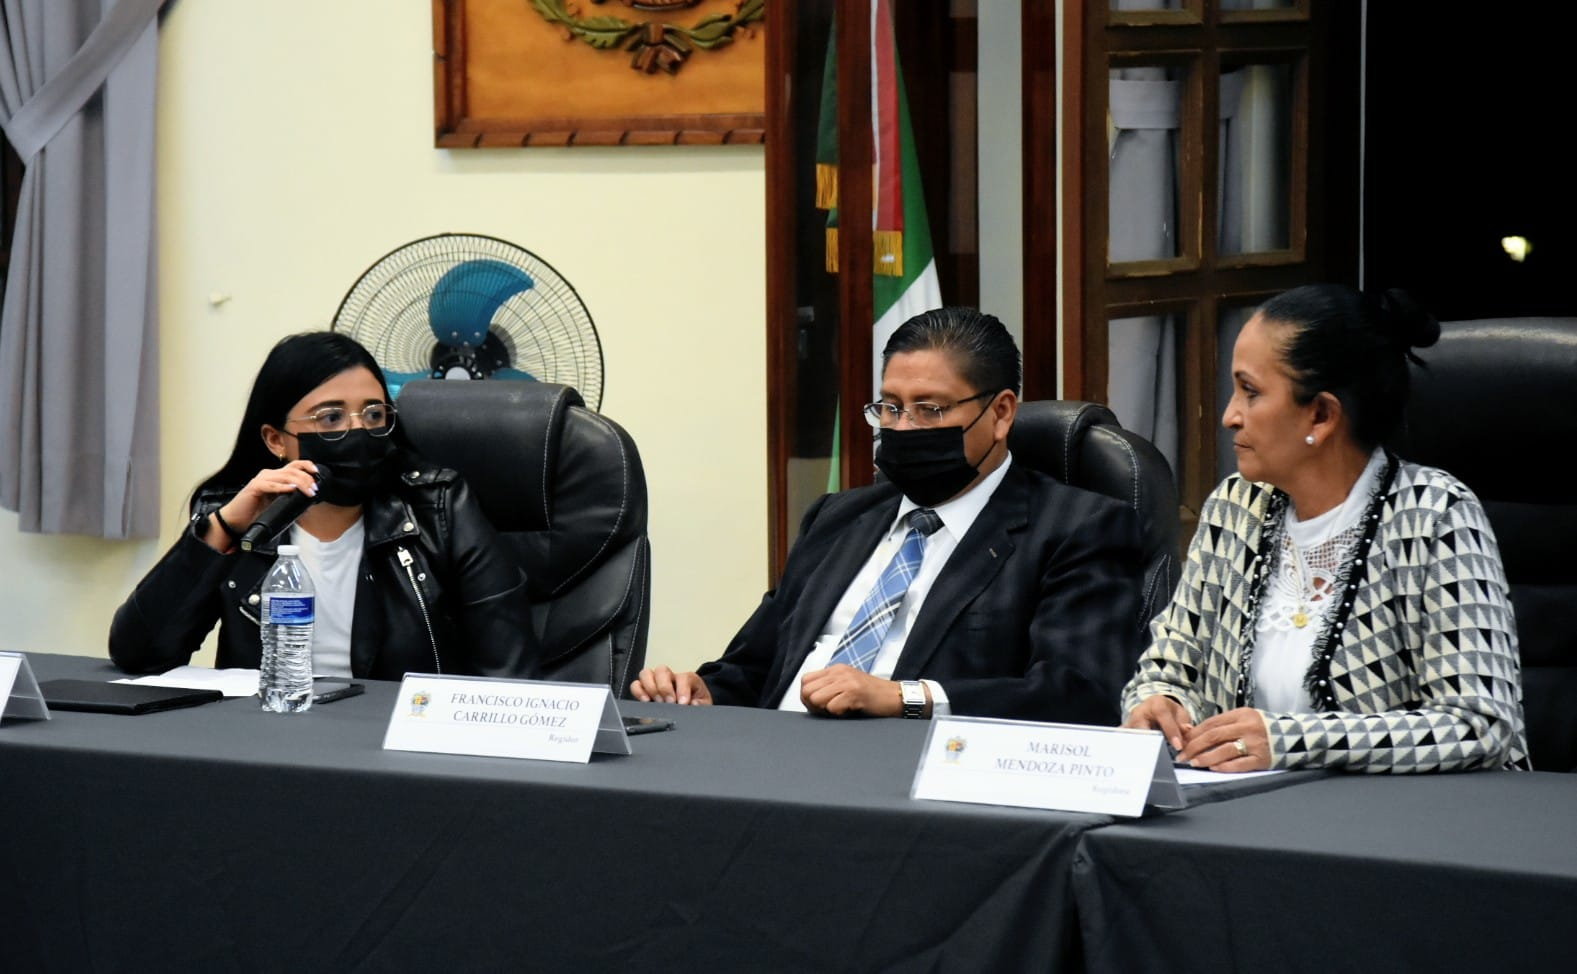 FRANCISCO IGNACIO
CARRILLO GÓMEZ
Regidor
MARISOL
MENDOZA PINTO
Regidora